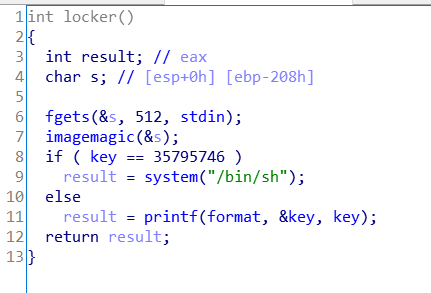 1 int locker()
2 {
3 int result; // eax
4 char s; // [esp+0h] [ebp-208h]
5
6 fgets(&s, 512, stdin);
7 imagemagic(&s);
8 if ( key == 35795746 )
9 result = system("/bin/sh");
10 else
11 result = printf(format, &key, key);
12 return result;
13 }